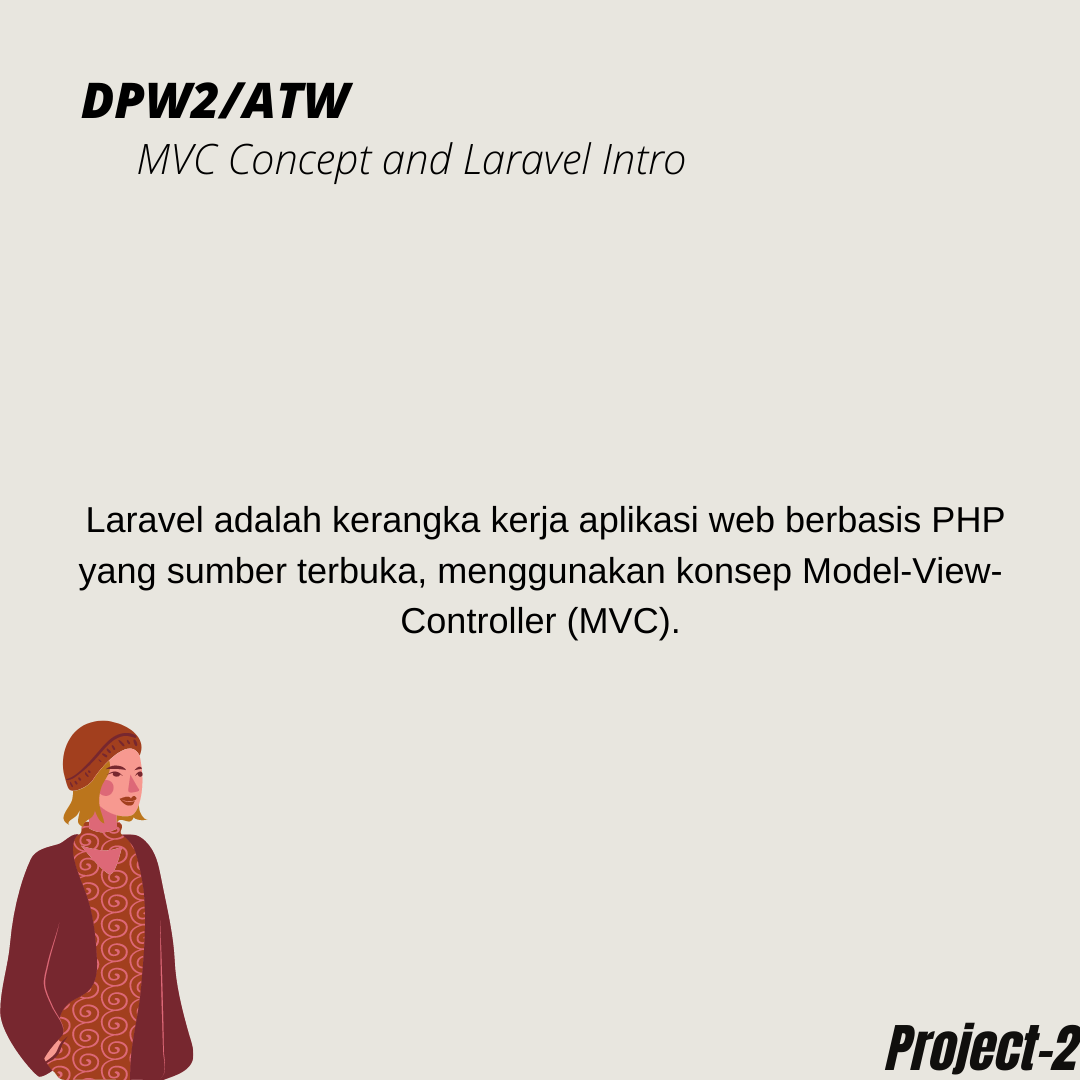 DPW2/ATW
MVC Concept and Laravel Intro
Laravel adalah kerangka kerja aplikasi web berbasis PHP
yang sumber terbuka, menggunakan konsep Model-View-
Controller (MVC).
Project-2